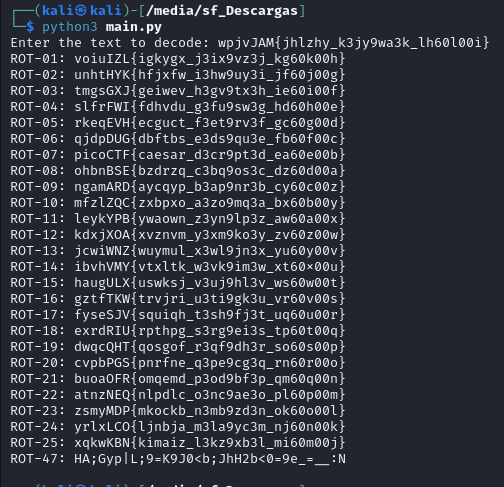 ┌──(kali㉿kali)-[/media/sf_Descargas]
└─$ python3 main.py
Enter the text to decode: wpjvJAM{jhlzhy_k3jy9wa3k_lh60l00i}
ROT-01: voiuIZL{igkygx_j3ix9vz3j_kg60k00h}
ROT-02: unhtHYK{hfjxfw_i3hw9uy3i_jf60j00g}
ROT-03: tmgsGXJ{geiwev_h3gv9tx3h_ie60i00f}
ROT-04: slfrFWI{fdhvdu_g3fu9sw3g_hd60h00e}
ROT-05: rkeqEVH{ecguct_f3et9rv3f_gc60g00d}
ROT-06: qjdpDUG{dbftbs_e3ds9qu3e_fb60f00c}
ROT-07: picoCTF{caesar_d3cr9pt3d_ea60e00b}
ROT-08: ohbnBSE{bzdrzq_c3bq9os3c_dz60d00a}
ROT-09: ngamARD{aycqyp_b3ap9nr3b_cy60c00z}
ROT-10: mfzlZQC{zxbpxo_a3zo9mq3a_bx60b00y}
ROT-11: leykYPB{ywaown_z3yn9lp3z_aw60a00x}
ROT-12: kdxjXOA{xvznvm_y3xm9ko3y_zv60z00w}
ROT-13: jcwiWNZ{wuymul_x3wl9jn3x_yu60y00v}
ROT-14: ibvhVMY{vtxltk_w3vk9im3w_xt60×00u}
ROT-15: haugULX{uswksj_v3uj9hl3v_ws60w00t}
ROT-16: gztfTKW{trvjri_u3ti9gk3u_vr60v00s}
ROT-17: fyseSJV{squiqh_t3sh9fj3t_uq60u00r}
ROT-18: exrdRIU{rpthpg_s3rg9ei3s_tp60t00q}
ROT-19: dwqcQHT{qosgof_r3qf9dh3r_so60s00p}
ROT-20: cvpbPGS{pnrfne_q3pe9cg3q_rn60r00o}
ROT-21: buoaOFR{omqemd_p3od9bf3p_qm60q00n}
ROT-22: atnzNEQ{nlpdlc_o3nc9ae3o_pl60p00m}
ROT-23: zsmyMDP{mkockb_n3mb9zd3n_ok60o00l}
ROT-24: yrlxLCO{ljnbja_m3la9yc3m_nj60n00k}
ROT-25: xqkwKBN{kimaiz_l3kz9xb3l_mi60m00j}
ROT-47: HA;Gyp|L;9=K9J0<b;JhH2b<0=9e_=__:N
┌──(kali㉿kali)-[/media/sf_Descargas]